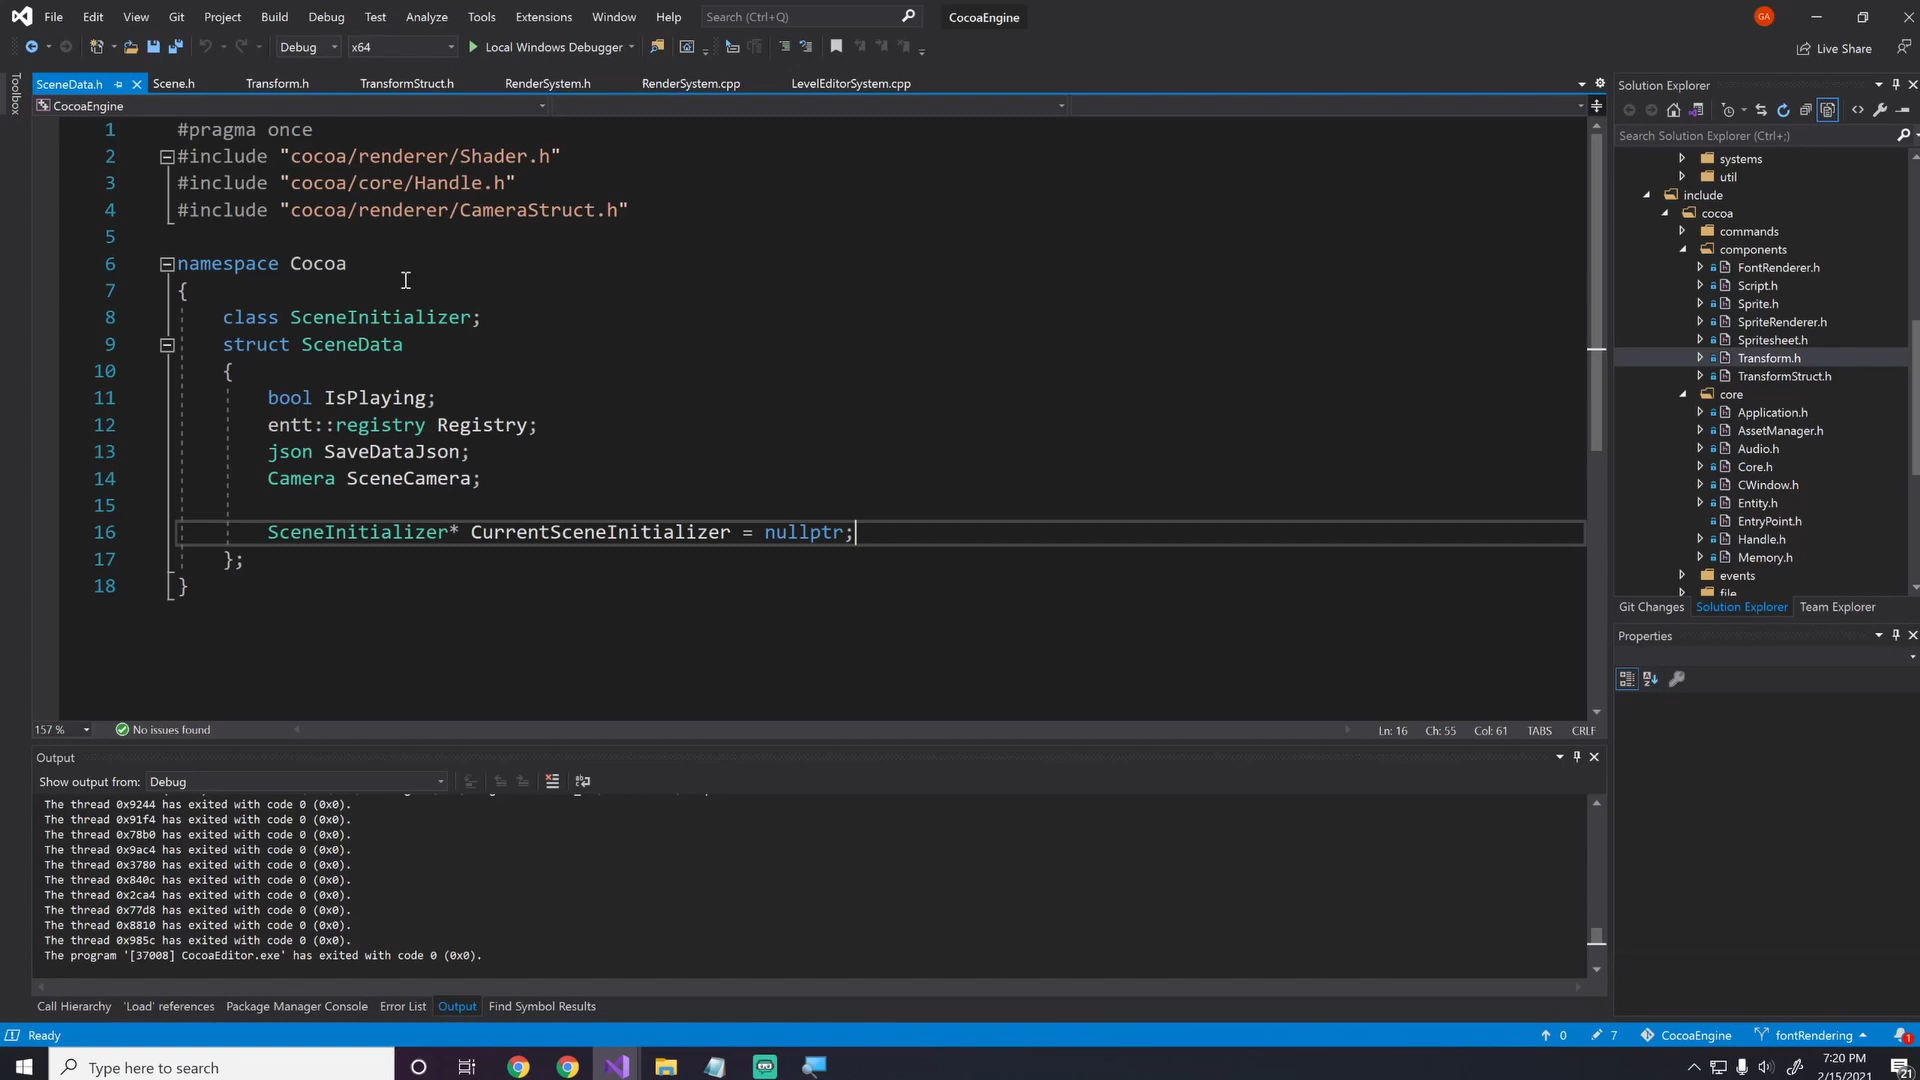 File Edit View Git Project Build Debug Test Analyze Tools Extensions Window Help Search (Ctrl+Q) CocoaEngine GA
Debug x64 Local Windows Debugger Live Share
Toolbox
SceneData.h Scene.h Transform.h TransformStruct.h RenderSystem.h RenderSystem.cpp LevelEditorSystem.cpp
CocoaEngine
1 #pragma once
2 #include "cocoa/renderer/Shader.h"
3 #include "cocoa/core/Handle.h"
4 #include "cocoa/renderer/CameraStruct.h"
5
6 namespace Cocoa
7 {
8 class SceneInitializer;
9 struct SceneData
10 {
11 bool IsPlaying;
12 entt::registry Registry;
13 json SaveDataJson;
14 Camera SceneCamera;
15
16 SceneInitializer* CurrentSceneInitializer = nullptr;
17 };
18 }
157 % No issues found Ln: 16 Ch: 55 Col: 61 TABS CRLF
Output
Show output from: Debug
The thread 0x9244 has exited with code 0 (0x0).
The thread 0x91f4 has exited with code 0 (0x0).
The thread 0x78b0 has exited with code 0 (0x0).
The thread 0x9ac4 has exited with code 0 (0x0).
The thread 0x3780 has exited with code 0 (0x0).
The thread 0x840c has exited with code 0 (0x0).
The thread 0x2ca4 has exited with code 0 (0x0).
The thread 0x77d8 has exited with code 0 (0x0).
The thread 0x8810 has exited with code 0 (0x0).
The thread 0x985c has exited with code 0 (0x0).
The program '[37008] CocoaEditor.exe' has exited with code 0 (0x0).
Call Hierarchy 'Load' references Package Manager Console Error List Output Find Symbol Results
Solution Explorer
Search Solution Explorer (Ctrl+;)
systems
util
include
cocoa
commands
components
FontRenderer.h
Script.h
Sprite.h
SpriteRenderer.h
Spritesheet.h
Transform.h
TransformStruct.h
core
Application.h
AssetManager.h
Audio.h
Core.h
CWindow.h
Entity.h
EntryPoint.h
Handle.h
Memory.h
events
file
Git Changes Solution Explorer Team Explorer
Properties
Ready 0 7 CocoaEngine fontRendering 1
Type here to search
7:20 PM
2/15/2021
21